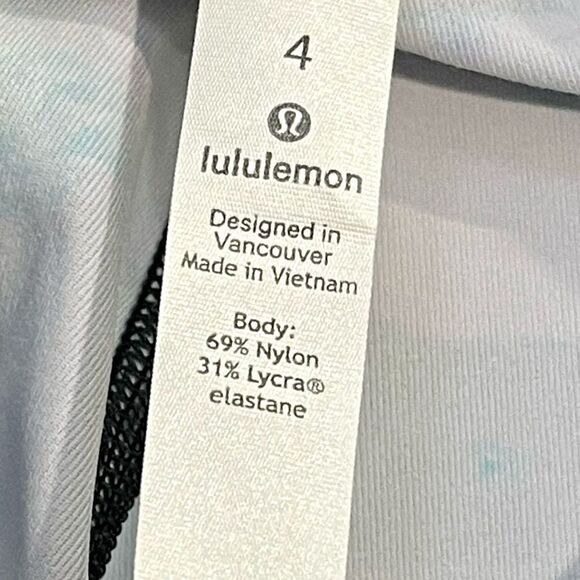 4
lululemon
Designed in
Vancouver
Made in Vietnam
Body:
69% Nylon
31% Lycra®
elastane